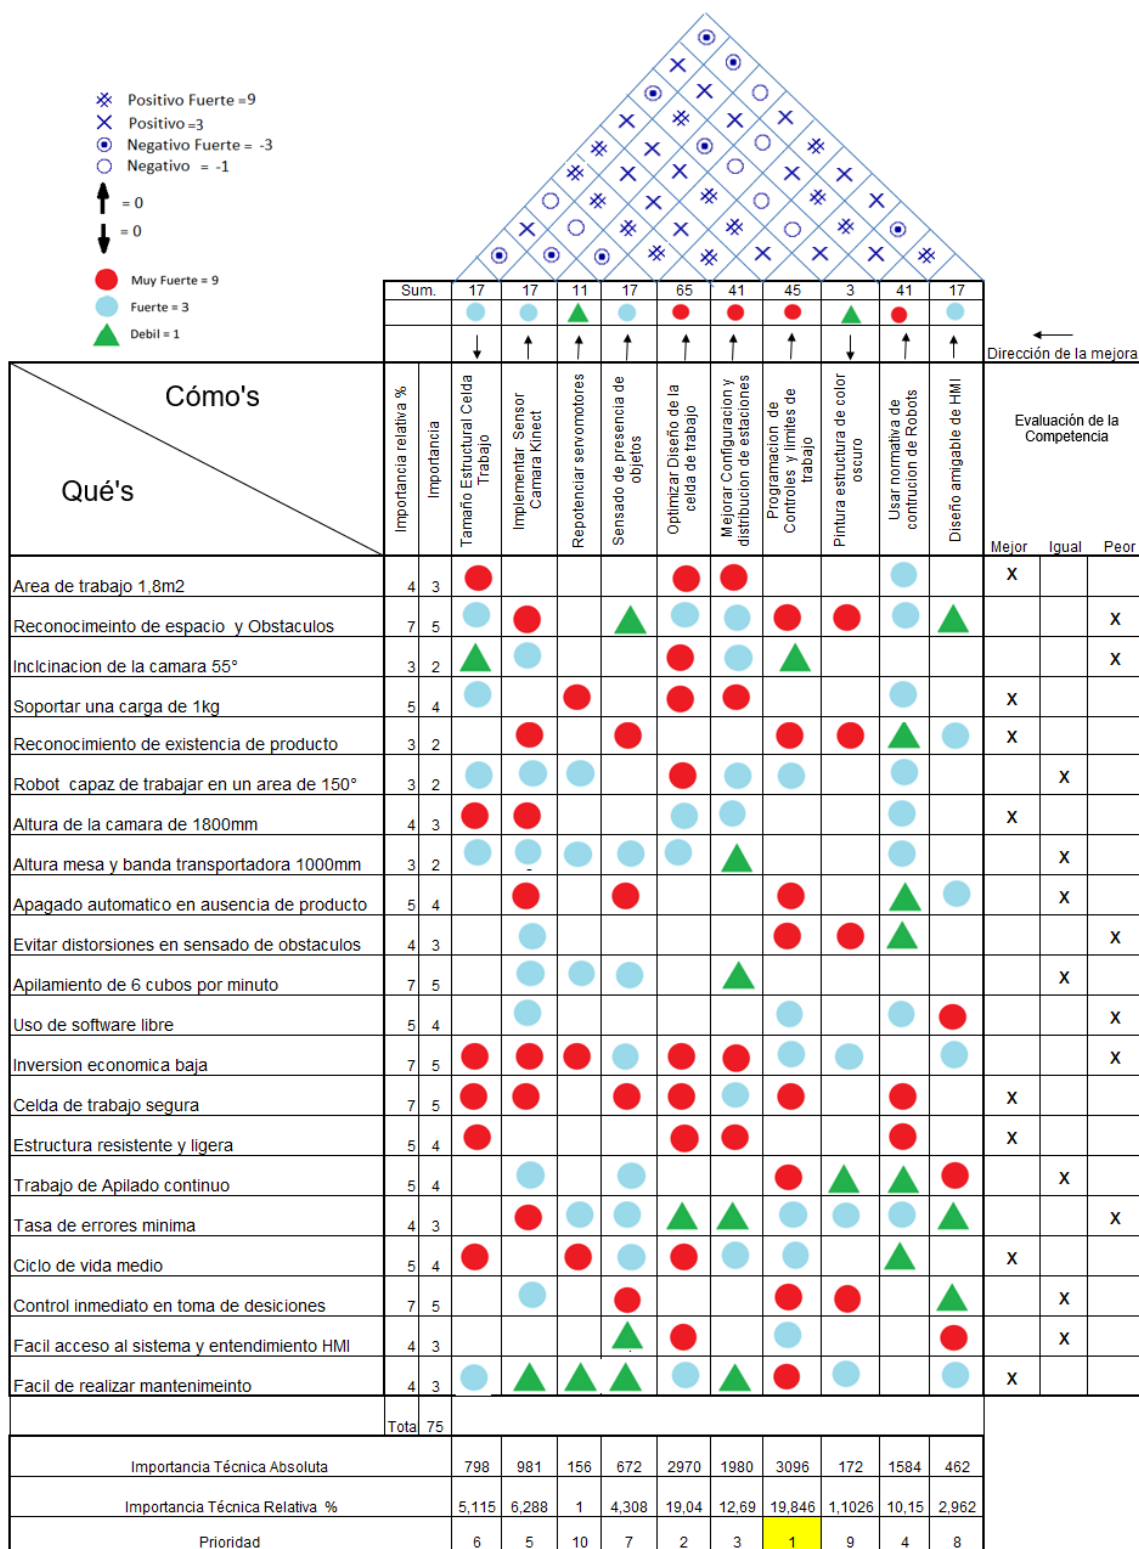 Positivo Fuerte =9
Positivo =3
Negativo Fuerte = -3
Negativo = -1
= 0
= 0
Muy Fuerte = 9
Fuerte = 3
Debil = 1
Sum. 17 17 11 17 65 41 45 3 41 17
Dirección de la mejora
Cómo's
Qué's
Importancia relativa %
Importancia
Tamaño Estructural Celda
Trabajo
Implementar Sensor
Camara Kinect
Repotenciar servomotores
Sensado de presencia de
objetos
Optimizar Diseño de la
celda de trabajo
Mejorar Configuracion y
distribucion de estaciones
Programacion de
Controles y limites de
trabajo
Pintura estructura de color
oscuro
Usar normativa de
contrucion de Robots
Diseño amigable de HMI
Evaluación de la
Competencia
Mejor Igual Peor
Area de trabajo 1,8m2 4 3 X
Reconocimeinto de espacio y Obstaculos 7 5 X
Inclcinacion de la camara 55° 3 2 X
Soportar una carga de 1kg 5 4 X
Reconocimiento de existencia de producto 3 2 X
Robot capaz de trabajar en un area de 150° 3 2 X
Altura de la camara de 1800mm 4 3 X
Altura mesa y banda transportadora 1000mm 3 2 X
Apagado automatico en ausencia de producto 5 4 X
Evitar distorsiones en sensado de obstaculos 4 3 X
Apilamiento de 6 cubos por minuto 7 5 X
Uso de software libre 5 4 X
Inversion economica baja 7 5 X
Celda de trabajo segura 7 5 X
Estructura resistente y ligera 5 4 X
Trabajo de Apilado continuo 5 4 X
Tasa de errores minima 4 3 X
Ciclo de vida medio 5 4 X
Control inmediato en toma de desiciones 7 5 X
Facil acceso al sistema y entendimiento HMI 4 3 X
Facil de realizar mantenimeinto 4 3 X
Tota 75
Importancia Técnica Absoluta 798 981 156 672 2970 1980 3096 172 1584 462
Importancia Técnica Relativa % 5,115 6,288 1 4,308 19,04 12,69 19,846 1,1026 10,15 2,962
Prioridad 6 5 10 7 2 3 1 9 4 8